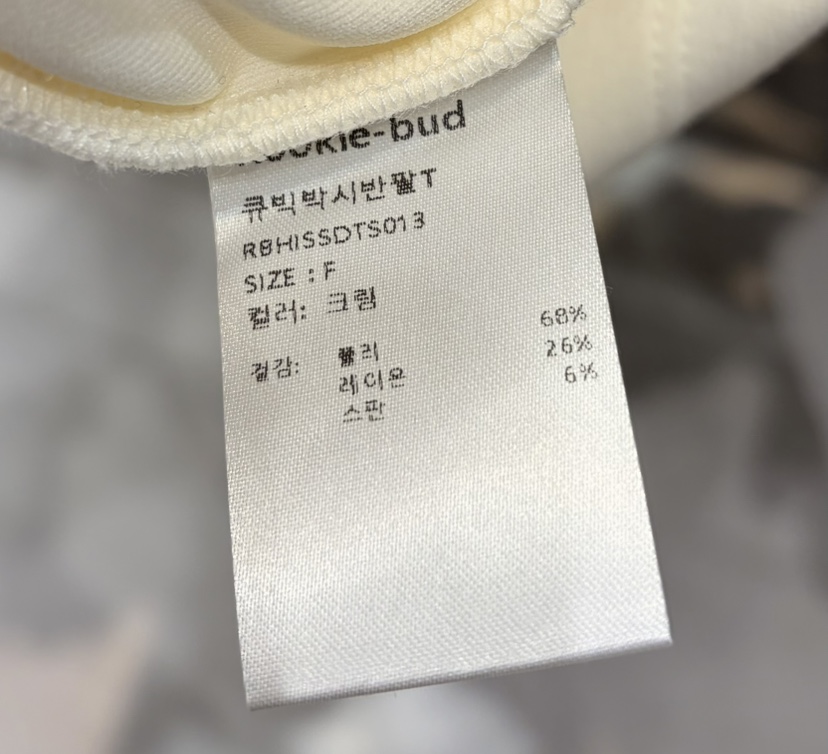 Rookie-bud
큐빅박시반팔T
RBHISSDTS013
SIZE : F
컬러: 크림
겉감: 폴리 68%
레이온 26%
스판 6%